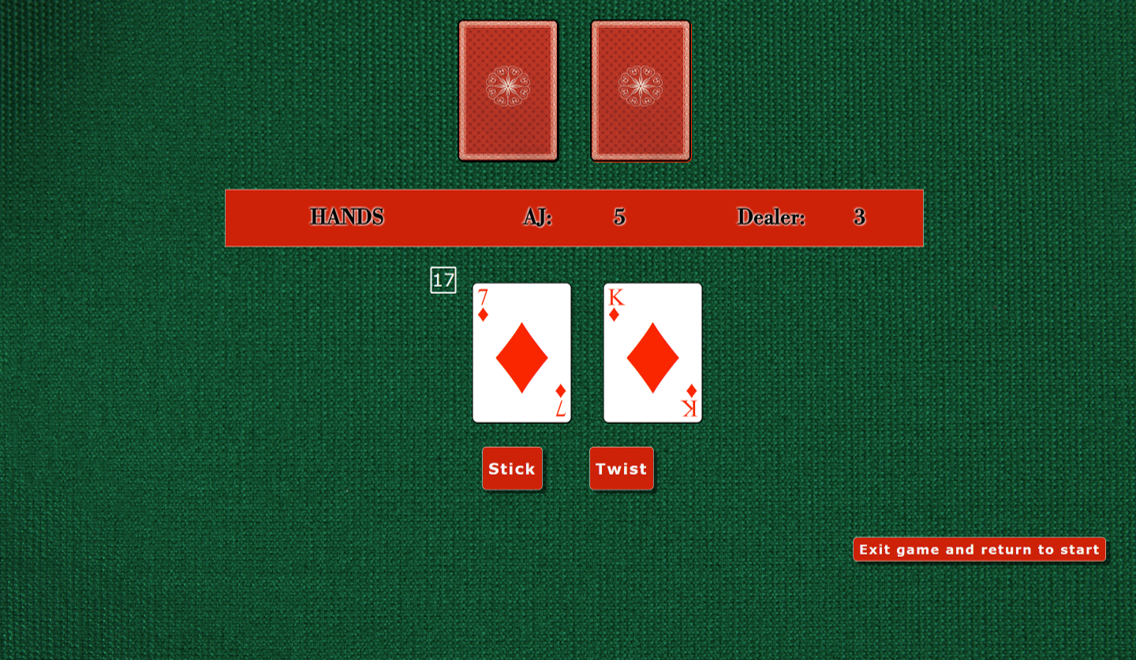 HANDS AJ: 5 Dealer: 3
17
7 K
7 K
Stick Twist
Exit game and return to start